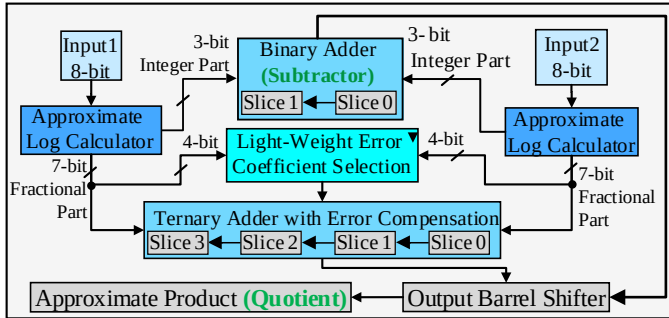 Input1
8-bit
3-bit
Integer Part
Binary Adder
(Subtractor)
Slice 1
Slice 0
3-bit
Integer Part
Input2
8-bit
Approximate
Log Calculator
4-bit
Light-Weight Error
Coefficient Selection
4-bit
Approximate
Log Calculator
7-bit
Fractional
Part
7-bit
Fractional
Part
Ternary Adder with Error Compensation
Slice 3
Slice 2
Slice 1
Slice 0
Approximate Product (Quotient)
Output Barrel Shifter